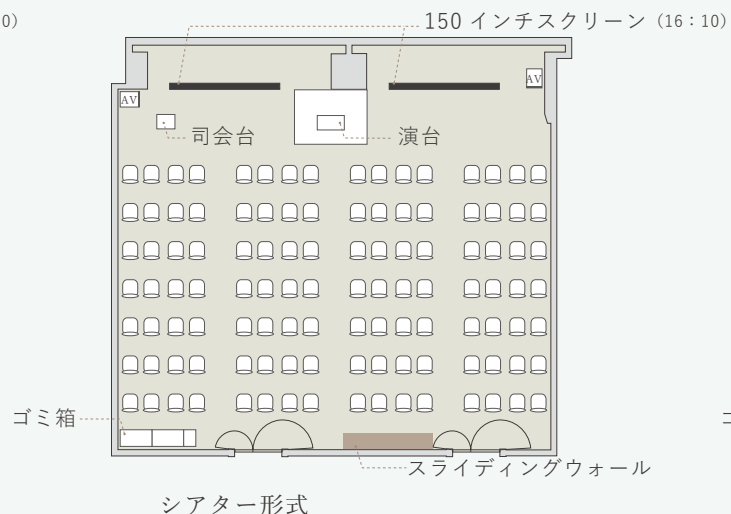 0)
150 インチスクリーン（16：10）
AV
AV
司会台
演台
ゴミ箱
スライディングウォール
シアター形式